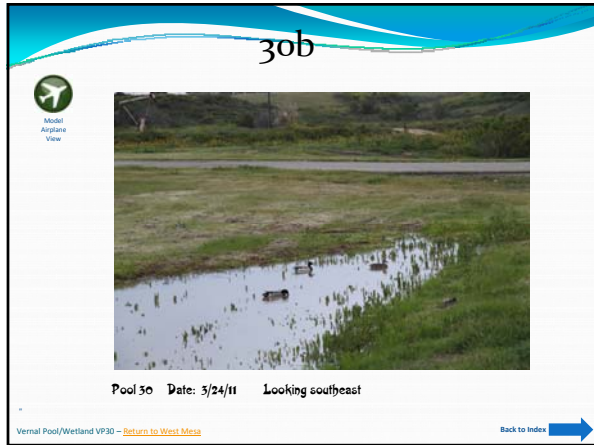 30b
Model
Airplane
View
Pool 30 Date: 3/24/11 Looking southeast
Vernal Pool/Wetland VP30 – Return to West Mesa
Back to Index